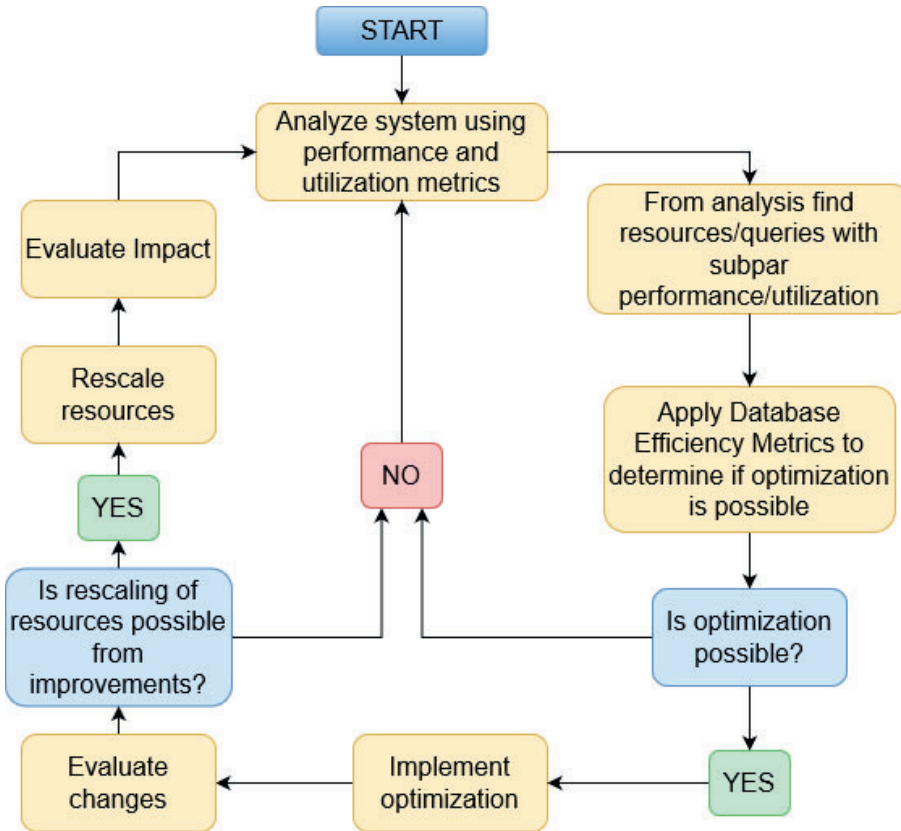 START
Analyze system using
performance and
utilization metrics
From analysis find
resources/queries with
subpar
performance/utilization
Apply Database
Efficiency Metrics to
determine if optimization
is possible
Is optimization
possible?
YES
Implement
optimization
Evaluate
changes
Is rescaling of
resources possible
from
improvements?
YES
Rescale
resources
Evaluate Impact
NO